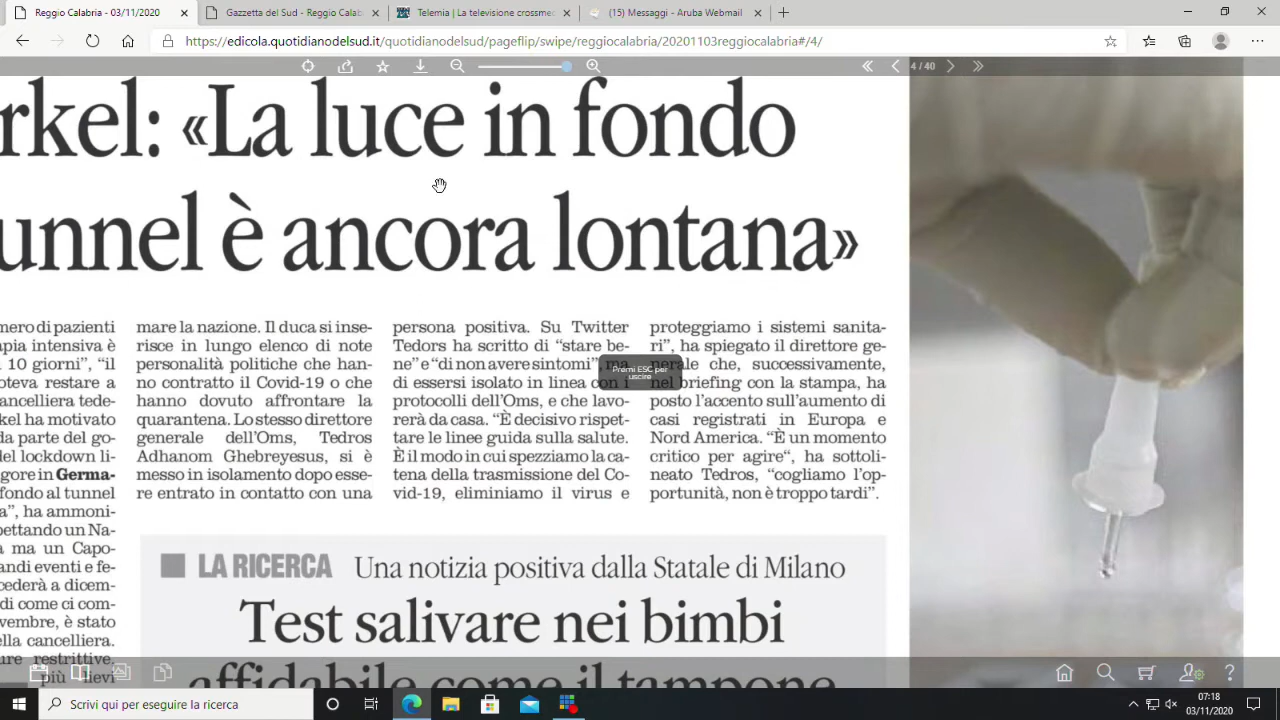 Reggio Calabria - 03/11/2020
Gazzetta del Sud - Reggio Calab
Telemia | La televisione crossmed
(15) Messaggi - Aruba Webmail
https://edicola.quotidianodelsud.it/quotidianodelsud/pageflip/swipe/reggiocalabria/20201103reggiocalabria#/4/
4 / 40
rkel: «La luce in fondo
unnel è ancora lontana»
mero di pazienti
apia intensiva è
10 giorni”, “il
oteva restare a
ancelliera tede-
kel ha motivato
da parte del go-
del lockdown li-
gore in Germa-
fondo al tunnel
a”, ha ammoni-
pettando un Na-
a ma un Capo-
andi eventi e fe-
cederà a dicem-
di come ci com-
vembre, è stato
ella cancelliera.
ure restrittive.
più lievi
mare la nazione. Il duca si inse-
risce in lungo elenco di note
personalità politiche che han-
no contratto il Covid-19 o che
hanno dovuto affrontare la
quarantena. Lo stesso direttore
generale dell’Oms, Tedros
Adhanom Ghebreyesus, si è
messo in isolamento dopo esse-
re entrato in contatto con una
persona positiva. Su Twitter
Tedors ha scritto di “stare be-
ne” e “di non avere sintomi”, ma
di essersi isolato in linea con i
protocolli dell’Oms, e che lavo-
rerà da casa. “È decisivo rispet-
tare le linee guida sulla salute.
È il modo in cui spezziamo la ca-
tena della trasmissione del Co-
vid-19, eliminiamo il virus e
proteggiamo i sistemi sanita-
ri”, ha spiegato il direttore ge-
nerale che, successivamente,
nel briefing con la stampa, ha
posto l’accento sull’aumento di
casi registrati in Europa e
Nord America. “È un momento
critico per agire“, ha sottoli-
neato Tedros, “cogliamo l’op-
portunità, non è troppo tardi”.
Premi ESC per
uscire
LA RICERCA Una notizia positiva dalla Statale di Milano
Test salivare nei bimbi
affidabile come il tampone
Scrivi qui per eseguire la ricerca
07:18
03/11/2020